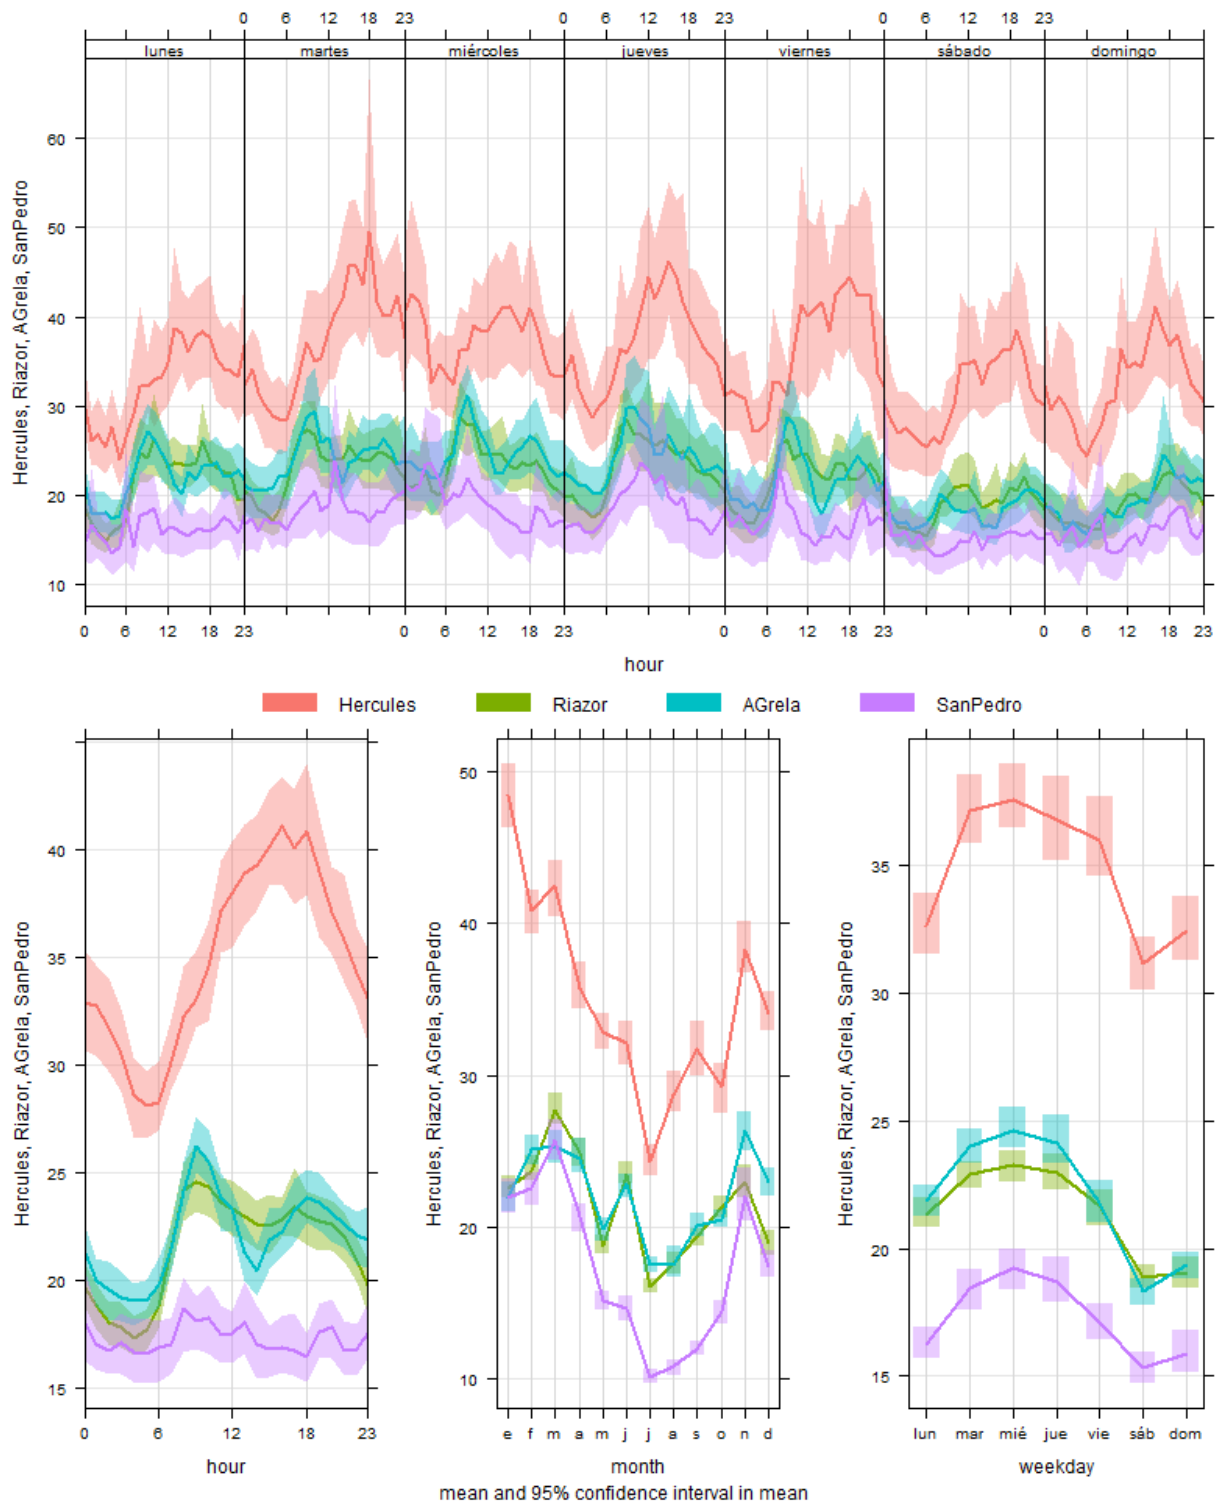 0 6 12 18 23 0 6 12 18 23 0 6 12 18 23
lunes martes miércoles jueves viernes sábado domingo
60
50
40
30
20
10
Hercules, Riazor, AGrela, SanPedro
0 6 12 18 23 0 6 12 18 23 0 6 12 18 23 0 6 12 18 23
hour
Hercules Riazor AGrela SanPedro
40
35
30
25
20
15
Hercules, Riazor, AGrela, SanPedro
0 6 12 18 23
hour
50
40
30
20
10
Hercules, Riazor, AGrela, SanPedro
e f m a m j j a s o n d
month
35
30
25
20
15
Hercules, Riazor, AGrela, SanPedro
lun mar mié jue vie sáb dom
weekday
mean and 95% confidence interval in mean